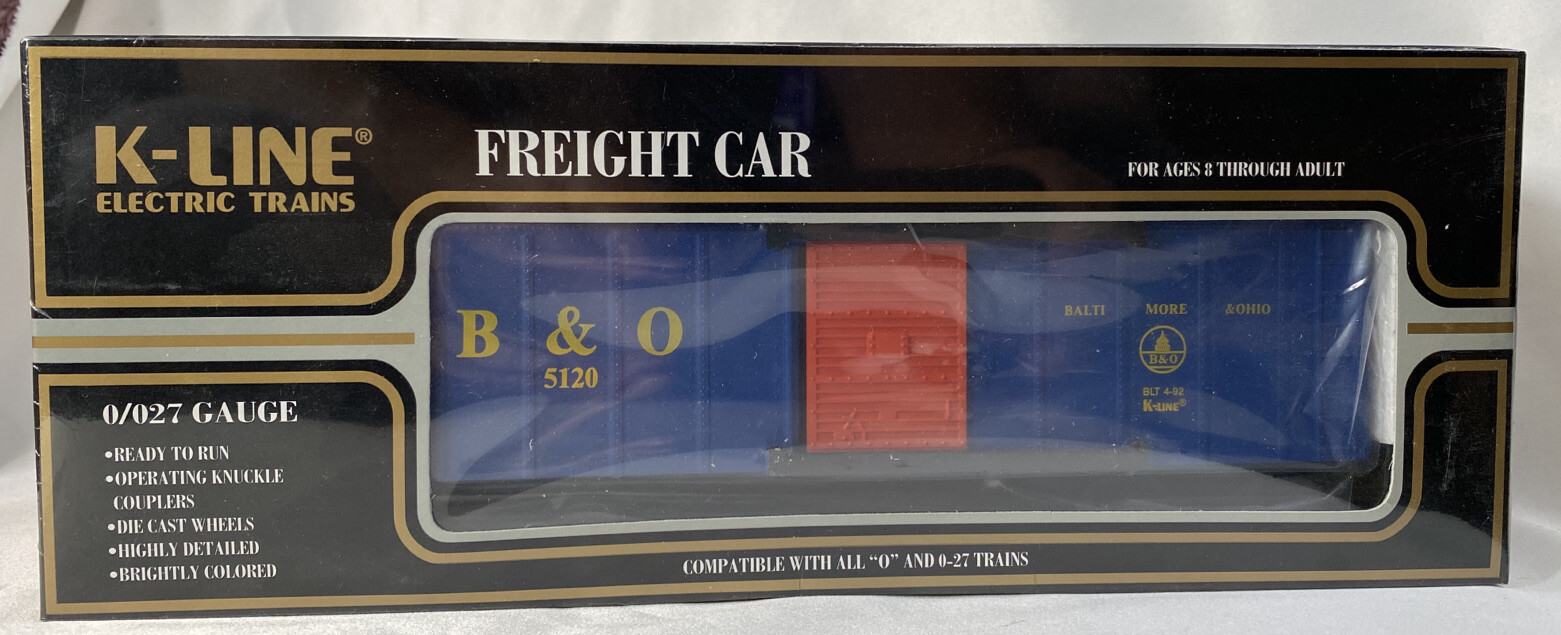 K-LINE®
ELECTRIC TRAINS
FREIGHT CAR
FOR AGES 8 THROUGH ADULT
B & O
5120
BALTI MORE &OHIO
B&O
BLT 4-92
K-LINE®
0/027 GAUGE
•READY TO RUN
•OPERATING KNUCKLE
COUPLERS
•DIE CAST WHEELS
•HIGHLY DETAILED
•BRIGHTLY COLORED
COMPATIBLE WITH ALL “O” AND 0-27 TRAINS